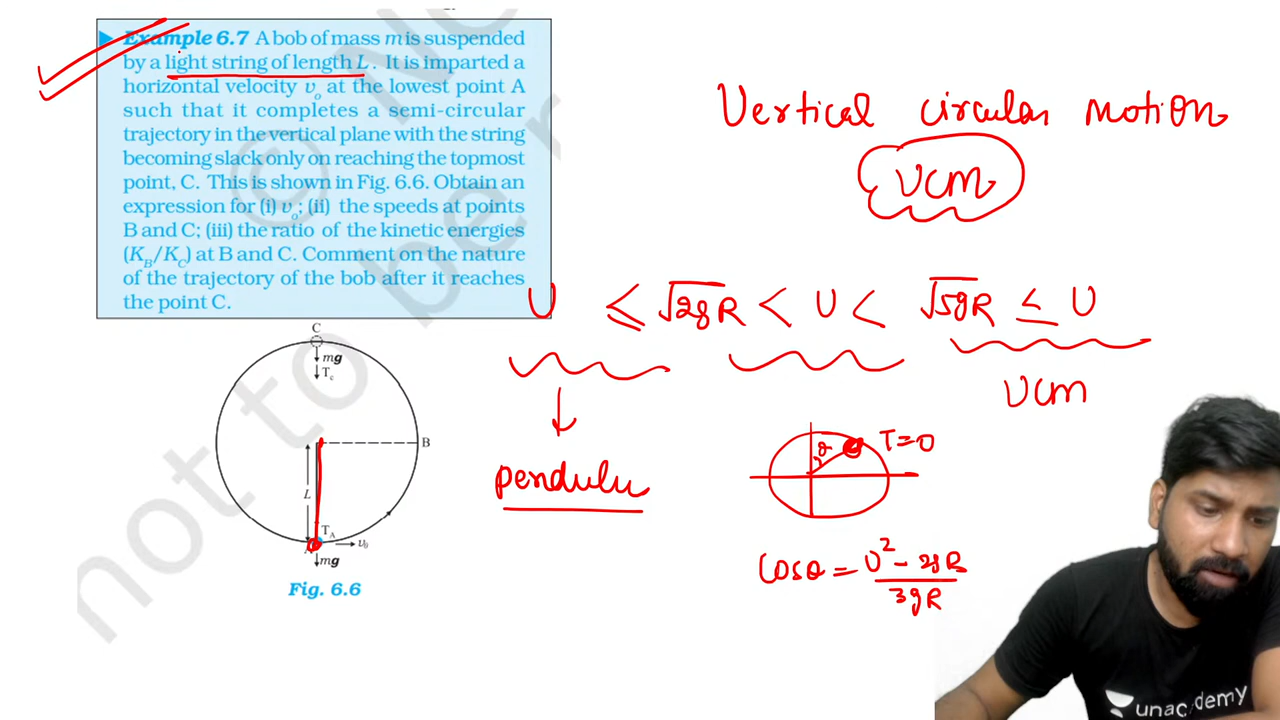 Example 6.7 A bob of mass m is suspended
by a light string of length L . It is imparted a
horizontal velocity vₒ at the lowest point A
such that it completes a semi-circular
trajectory in the vertical plane with the string
becoming slack only on reaching the topmost
point, C. This is shown in Fig. 6.6. Obtain an
expression for (i) vₒ; (ii) the speeds at points
B and C; (iii) the ratio of the kinetic energies
(K_B/K_C) at B and C. Comment on the nature
of the trajectory of the bob after it reaches
the point C.
Vertical circular motion
VCM
U ≤ √2gR < U < √5gR ≤ U
VCM
pendulu
C
mg
T_c
B
L
T_A
A
v₀
mg
Fig. 6.6
θ T=0
Cosθ = U² - 2gR
3gR
© not to be r
unacademy